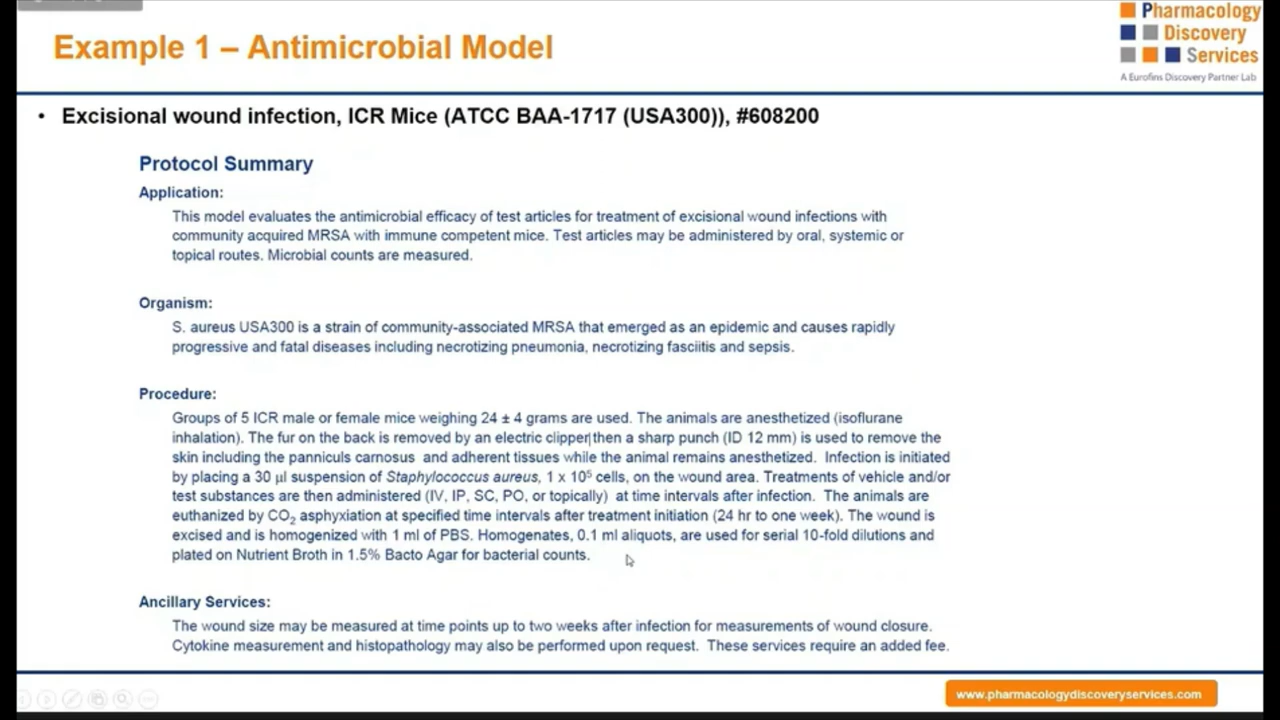 Example 1 – Antimicrobial Model
Pharmacology
Discovery
Services
A Eurofins Discovery Partner Lab
• Excisional wound infection, ICR Mice (ATCC BAA-1717 (USA300)), #608200
Protocol Summary
Application:
This model evaluates the antimicrobial efficacy of test articles for treatment of excisional wound infections with
community acquired MRSA with immune competent mice. Test articles may be administered by oral, systemic or
topical routes. Microbial counts are measured.
Organism:
S. aureus USA300 is a strain of community-associated MRSA that emerged as an epidemic and causes rapidly
progressive and fatal diseases including necrotizing pneumonia, necrotizing fasciitis and sepsis.
Procedure:
Groups of 5 ICR male or female mice weighing 24 ± 4 grams are used. The animals are anesthetized (isoflurane
inhalation). The fur on the back is removed by an electric clipper then a sharp punch (ID 12 mm) is used to remove the
skin including the panniculs carnosus and adherent tissues while the animal remains anesthetized. Infection is initiated
by placing a 30 µl suspension of Staphylococcus aureus, 1 x 10⁵ cells, on the wound area. Treatments of vehicle and/or
test substances are then administered (IV, IP, SC, PO, or topically) at time intervals after infection. The animals are
euthanized by CO₂ asphyxiation at specified time intervals after treatment initiation (24 hr to one week). The wound is
excised and is homogenized with 1 ml of PBS. Homogenates, 0.1 ml aliquots, are used for serial 10-fold dilutions and
plated on Nutrient Broth in 1.5% Bacto Agar for bacterial counts.
Ancillary Services:
The wound size may be measured at time points up to two weeks after infection for measurements of wound closure.
Cytokine measurement and histopathology may also be performed upon request. These services require an added fee.
www.pharmacologydiscoveryservices.com